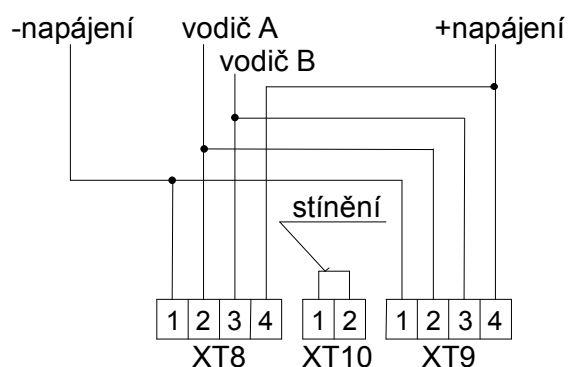 -napájení vodič A +napájení
vodič B
stínění
1 2 3 4 1 2 1 2 3 4
XT8 XT10 XT9